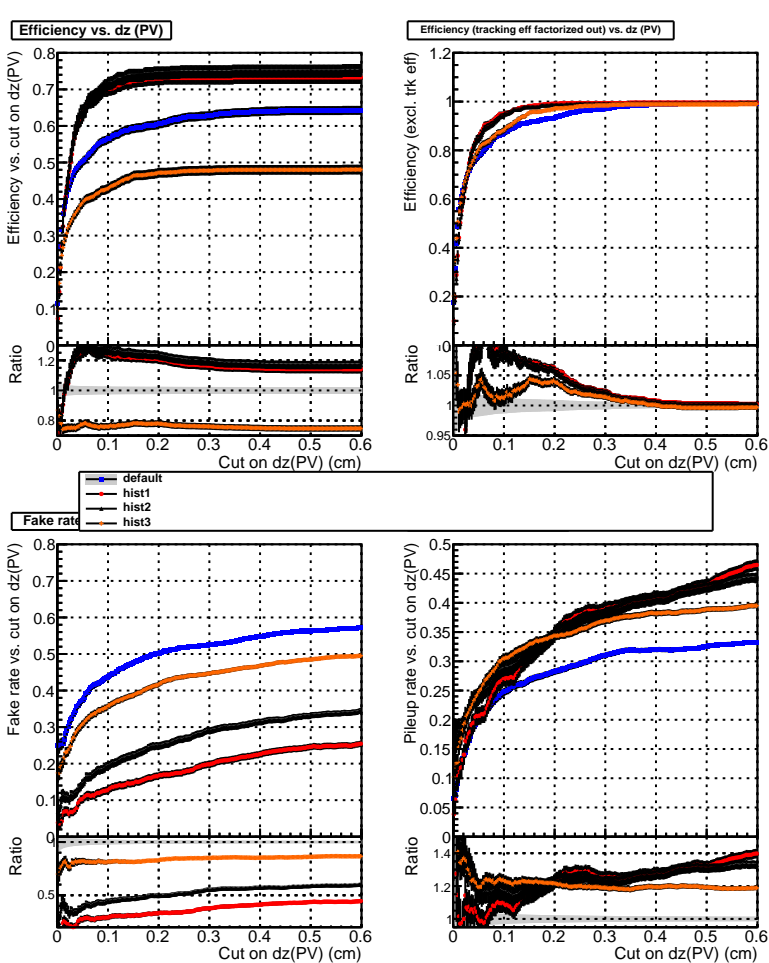 Efficiency vs. dz (PV)
Efficiency vs. cut on dz(PV)
0.8
0.7
0.6
0.5
0.4
0.3
0.2
0.1
0
Ratio
1.2
1
0.8
0 0.1 0.2 0.3 0.4 0.5 0.6
Cut on dz(PV) (cm)
Efficiency (tracking eff factorized out) vs. dz (PV)
Efficiency (excl. trk eff)
1.2
1
0.8
0.6
0.4
0.2
0
Ratio
1.05
1
0.95
0 0.1 0.2 0.3 0.4 0.5 0.6
Cut on dz(PV) (cm)
default
hist1
hist2
hist3
Fake rate
Fake rate vs. cut on dz(PV)
0.8
0.7
0.6
0.5
0.4
0.3
0.2
0.1
0
Ratio
1
0.5
0 0.1 0.2 0.3 0.4 0.5 0.6
Cut on dz(PV) (cm)
Pileup rate vs. cut on dz(PV)
0.5
0.45
0.4
0.35
0.3
0.25
0.2
0.15
0.1
0.05
0
Ratio
1.4
1.2
1
0 0.1 0.2 0.3 0.4 0.5 0.6
Cut on dz(PV) (cm)